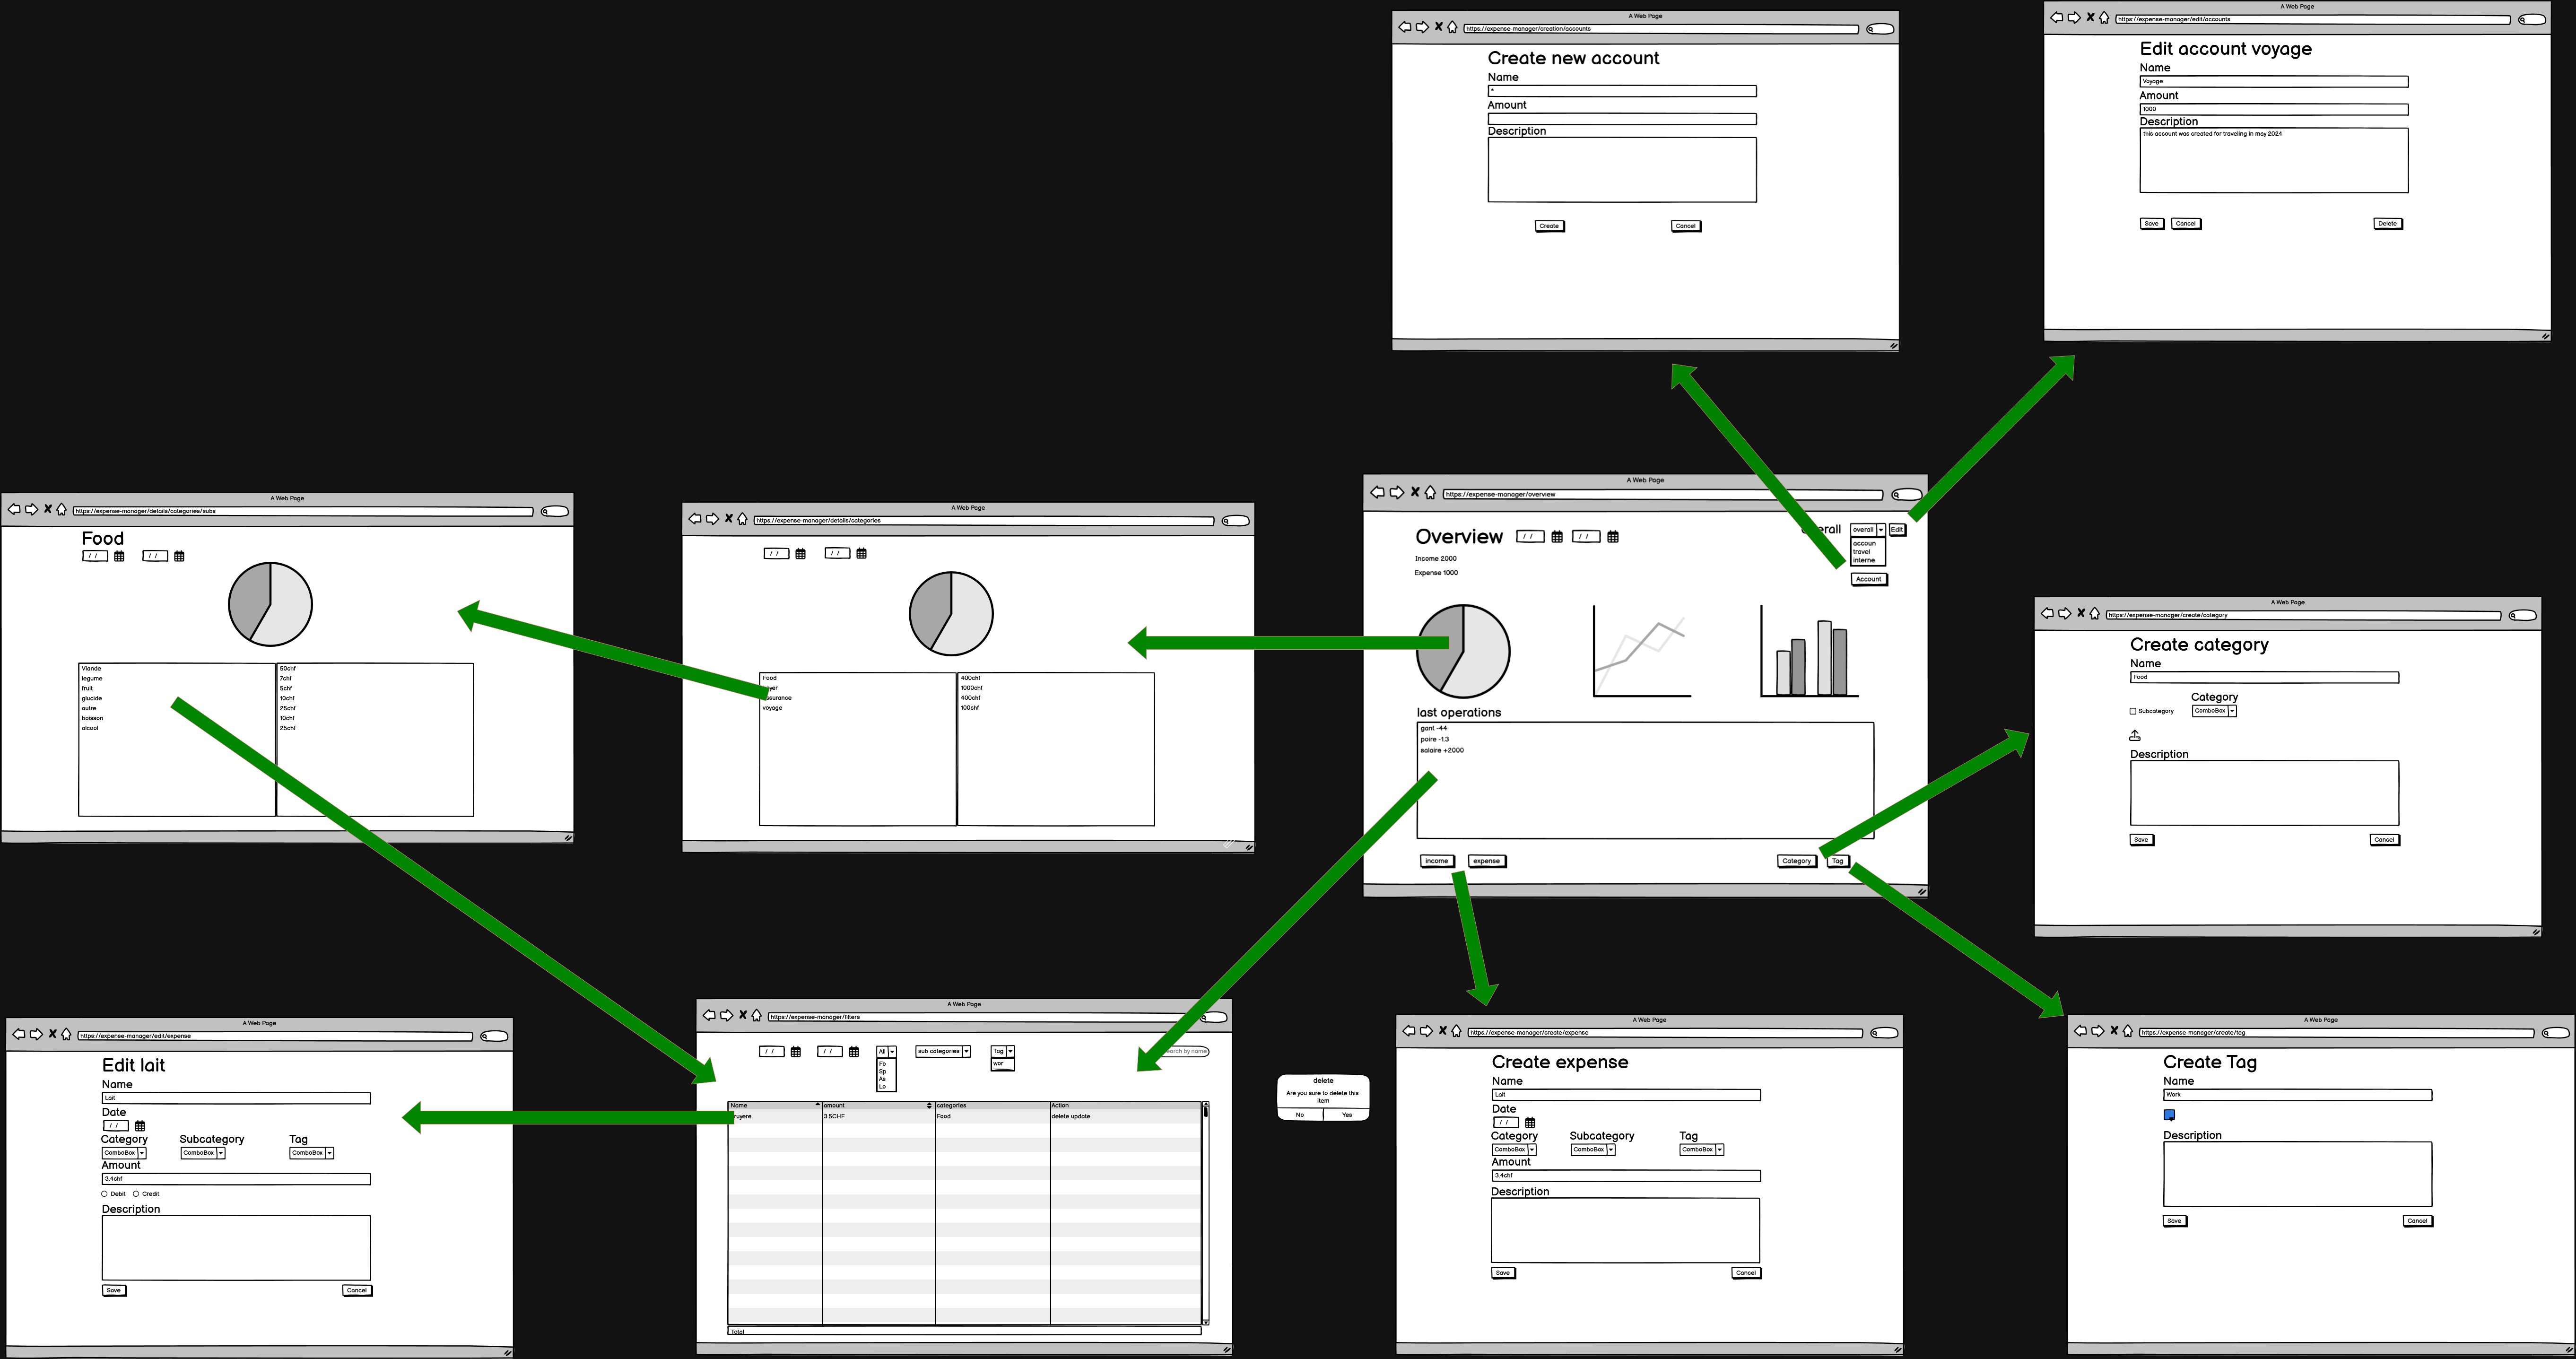 A Web Page
https://expense-manager/creation/accounts
Create new account
Name
Amount
Description
Create
Cancel
A Web Page
https://expense-manager/edit/accounts
Edit account voyage
Name
Voyage
Amount
1000
Description
this account was created for traveling in may 2024
Save
Cancel
Delete
A Web Page
https://expense-manager/details/categories/subs
Food
/ /
/ /
Viande 50chf
legume 7chf
fruit 5chf
glucide 10chf
autre 25chf
boisson 10chf
alcool 25chf
A Web Page
https://expense-manager/details/categories
/ /
/ /
Food 400chf
1000chf
400chf
voyage 100chf
A Web Page
https://expense-manager/overview
Overview
/ /
/ /
overall
Edit
accoun
travel
interne
Account
Income 2000
Expense 1000
last operations
gant -44
poire -1.3
salaire +2000
income
expense
Category
Tag
A Web Page
https://expense-manager/create/category
Create category
Name
Food
Category
Subcategory
ComboBox
Description
Save
Cancel
A Web Page
https://expense-manager/edit/expense
Edit lait
Name
Lait
Date
/ /
Category Subcategory Tag
ComboBox ComboBox ComboBox
Amount
3.4chf
Debit Credit
Description
Save
Cancel
A Web Page
https://expense-manager/filters
/ /
/ /
All
Fo
Sp
As
Lo
sub categories
Tag
wor
by name
Name amount categories Action
3.5CHF Food delete update
Total
delete
Are you sure to delete this
item
No Yes
A Web Page
https://expense-manager/create/expense
Create expense
Name
Lait
Date
/ /
Category Subcategory Tag
ComboBox ComboBox ComboBox
Amount
3.4chf
Description
Save
Cancel
A Web Page
https://expense-manager/create/tag
Create Tag
Name
Work
Description
Save
Cancel